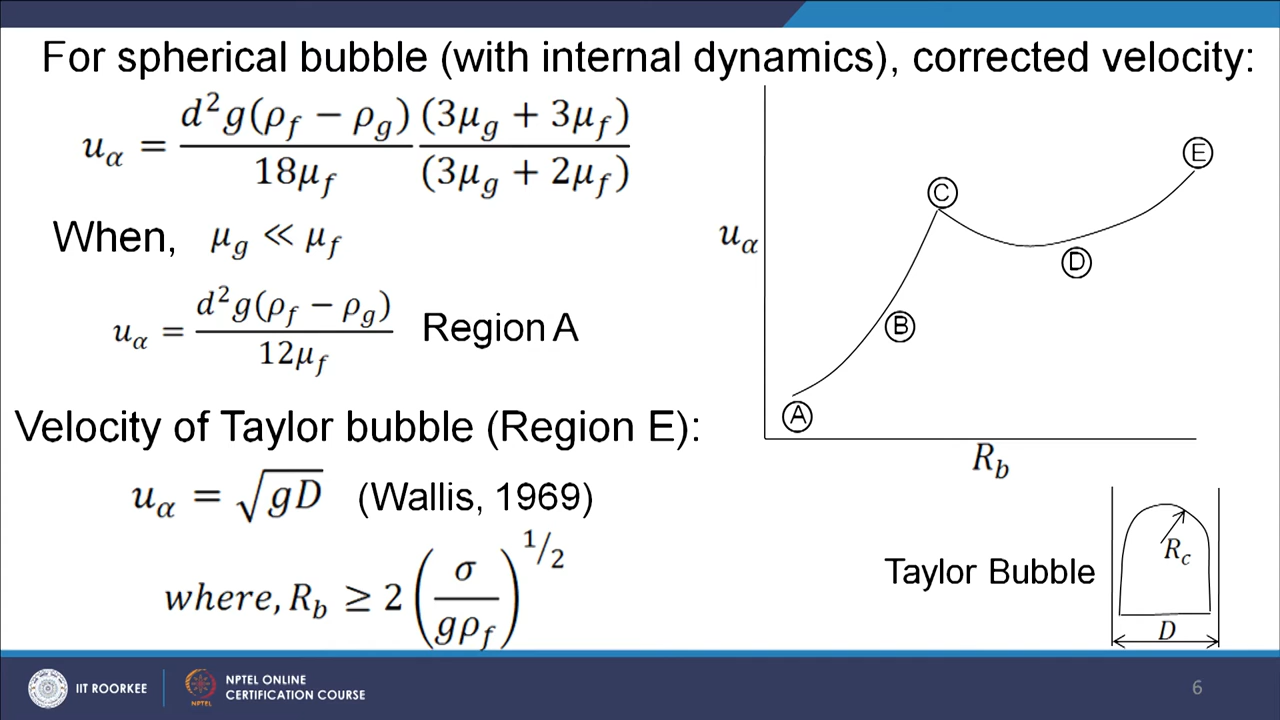 For spherical bubble (with internal dynamics), corrected velocity:
u_α = d²g(ρ_f − ρ_g)/18μ_f (3μ_g + 3μ_f)/(3μ_g + 2μ_f)
When, μ_g ≪ μ_f
u_α = d²g(ρ_f − ρ_g)/12μ_f Region A
Velocity of Taylor bubble (Region E):
u_α = √gD (Wallis, 1969)
where, R_b ≥ 2(σ/gρ_f)^1/2
u_α
A
B
C
D
E
R_b
Taylor Bubble
R_c
D
IIT ROORKEE
NPTEL
NPTEL ONLINE
CERTIFICATION COURSE
6